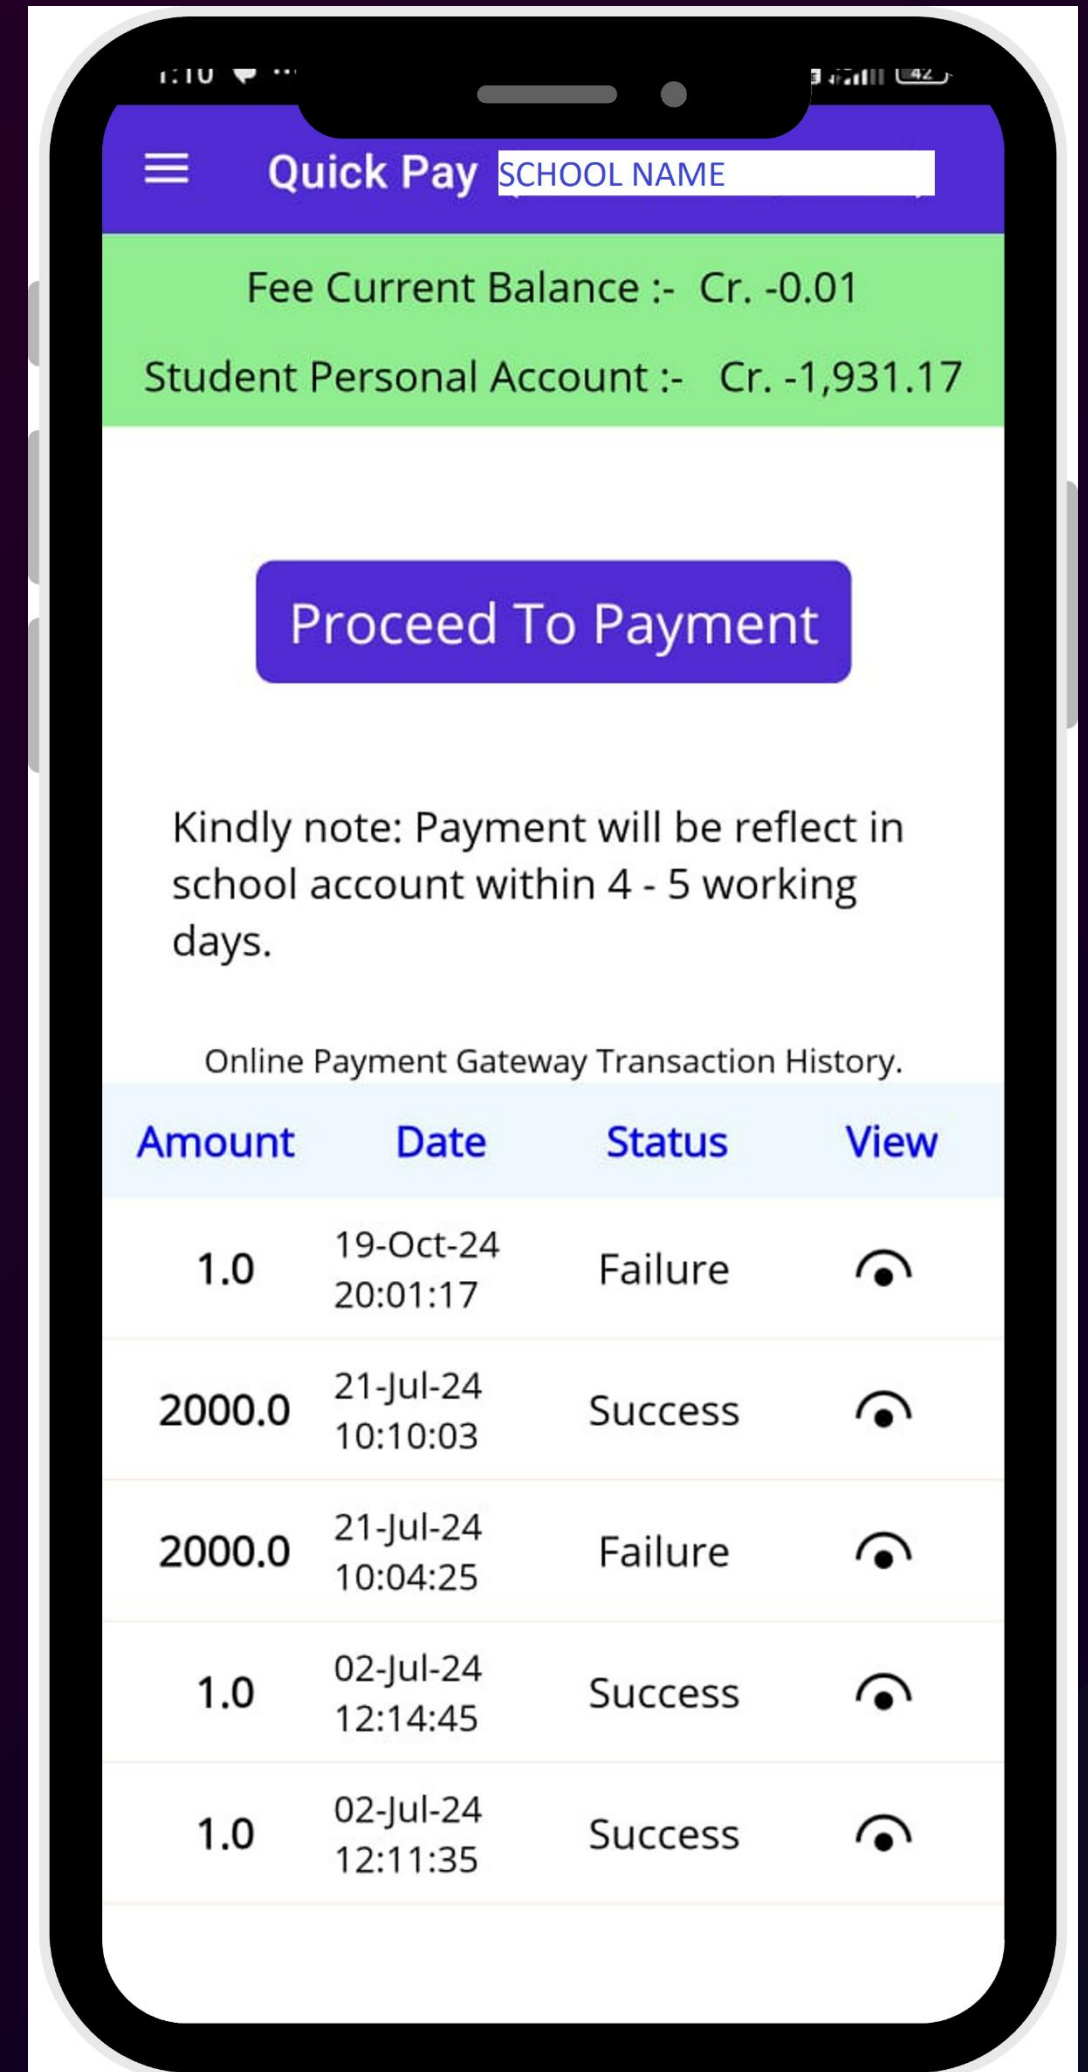 1:10
42
Quick Pay SCHOOL NAME
Fee Current Balance :- Cr. -0.01
Student Personal Account :- Cr. -1,931.17
Proceed To Payment
Kindly note: Payment will be reflect in
school account within 4 - 5 working
days.
Online Payment Gateway Transaction History.
Amount Date Status View
1.0 19-Oct-24 20:01:17 Failure
2000.0 21-Jul-24 10:10:03 Success
2000.0 21-Jul-24 10:04:25 Failure
1.0 02-Jul-24 12:14:45 Success
1.0 02-Jul-24 12:11:35 Success